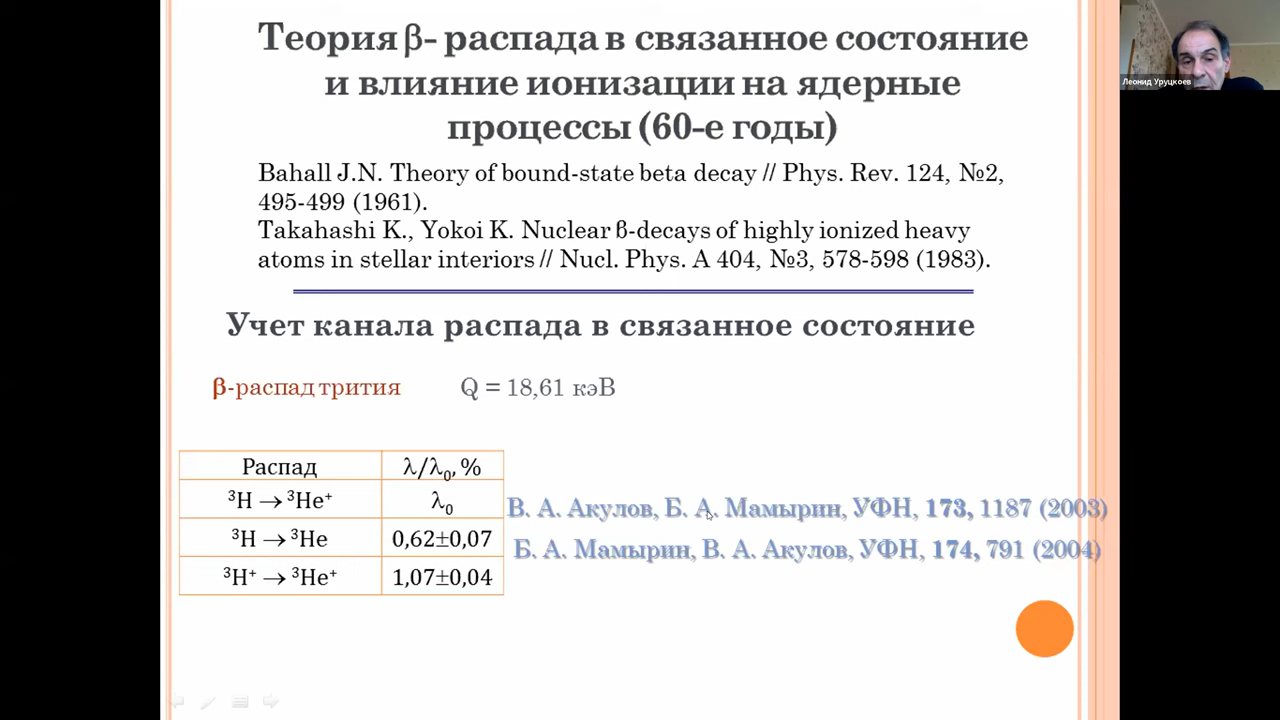 Теория β- распада в связанное состояние
и влияние ионизации на ядерные
процессы (60-е годы)
Bahall J.N. Theory of bound-state beta decay // Phys. Rev. 124, №2,
495-499 (1961).
Takahashi K., Yokoi K. Nuclear β-decays of highly ionized heavy
atoms in stellar interiors // Nucl. Phys. A 404, №3, 578-598 (1983).
Учет канала распада в связанное состояние
β-распад трития Q = 18,61 кэВ
Распад λ/λ₀, %
³H → ³He⁺ λ₀
³H → ³He 0,62±0,07
³H⁺ → ³He⁺ 1,07±0,04
В. А. Акулов, Б. А. Мамырин, УФН, 173, 1187 (2003)
Б. А. Мамырин, В. А. Акулов, УФН, 174, 791 (2004)
Леонид Уруцкоев